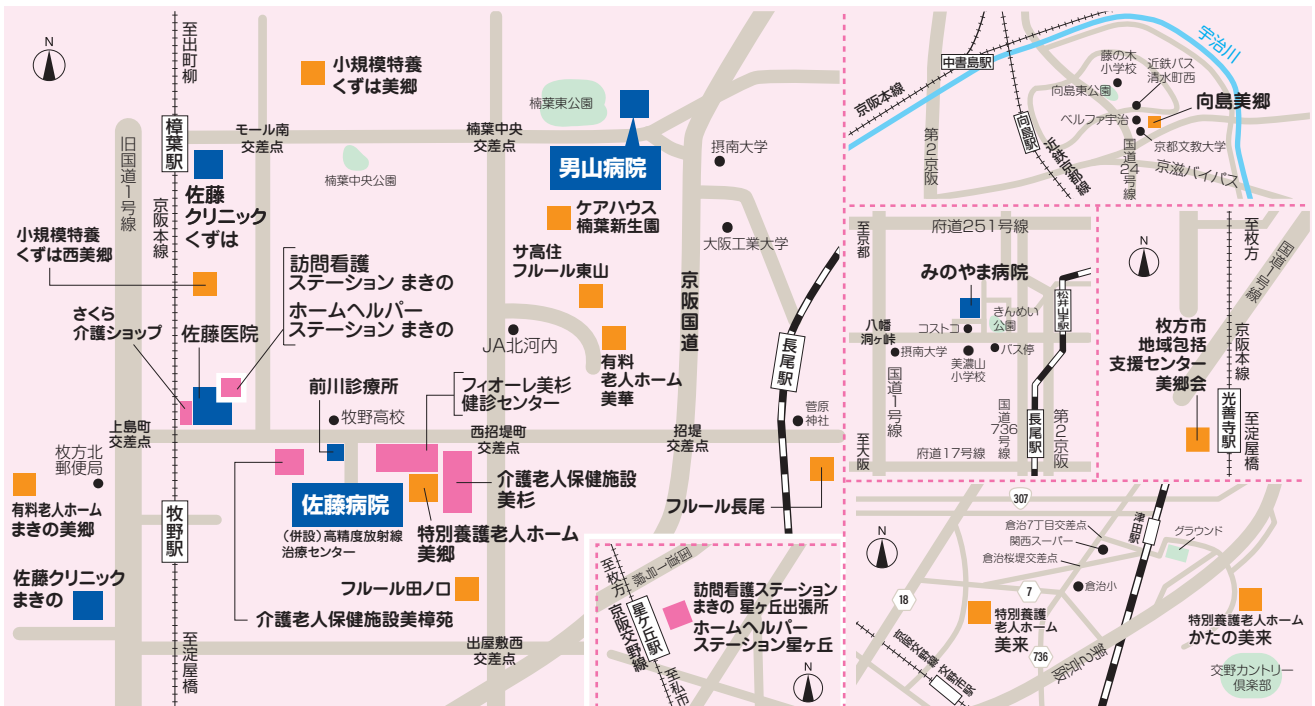 N
至出町柳
樟葉駅
京阪本線
旧国道1号線
小規模特養
くずは美郷
モール南
交差点
楠葉中央
交差点
楠葉東公園
楠葉中央公園
男山病院
摂南大学
大阪工業大学
佐藤
クリニック
くずは
ケアハウス
楠葉新生園
小規模特養
くずは西美郷
訪問看護
ステーション まきの
ホームヘルパー
ステーション まきの
サ高住
フルール東山
京阪国道
さくら
介護ショップ
佐藤医院
JA北河内
有料
老人ホーム
美華
長尾駅
前川診療所
牧野高校
フィオーレ美杉
健診センター
菅原
神社
上島町
交差点
西招堤町
交差点
招堤
交差点
枚方北
郵便局
有料老人ホーム
まきの美郷
牧野駅
佐藤病院
(併設)高精度放射線
治療センター
介護老人保健施設
美杉
特別養護老人ホーム
美郷
フルール長尾
佐藤クリニック
まきの
フルール田ノ口
介護老人保健施設美樟苑
出屋敷西
交差点
至淀屋橋
至枚方
国道一号線
星ケ丘駅
京阪交野線
至私市
訪問看護ステーション
まきの 星ヶ丘出張所
ホームヘルパー
ステーション星ヶ丘
N
N
宇治川
中書島駅
京阪本線
藤の木
小学校
近鉄バス
清水町西
向島東公園
向島美郷
ベルファ宇治
向島駅
近鉄京都線
京都文教大学
第2京阪
国道24号線
京滋バイパス
至京都
府道251号線
みのやま病院
松井山手駅
きんめい
公園
コストコ
八幡
洞ヶ峠
摂南大学
美濃山
小学校
バス停
国道1号線
国道736号線
長尾駅
第2京阪
至大阪
府道17号線
N
至枚方
国道1号線
京阪本線
枚方市
地域包括
支援センター
美郷会
光善寺駅
至淀屋橋
N
307
津田駅
倉治7丁目交差点
関西スーパー
倉治桜堤交差点
グラウンド
倉治小
18
7
特別養護
老人ホーム
美来
736
第2京阪
京阪交野線交野市駅
特別養護老人ホーム
かたの美来
交野カントリー
倶楽部